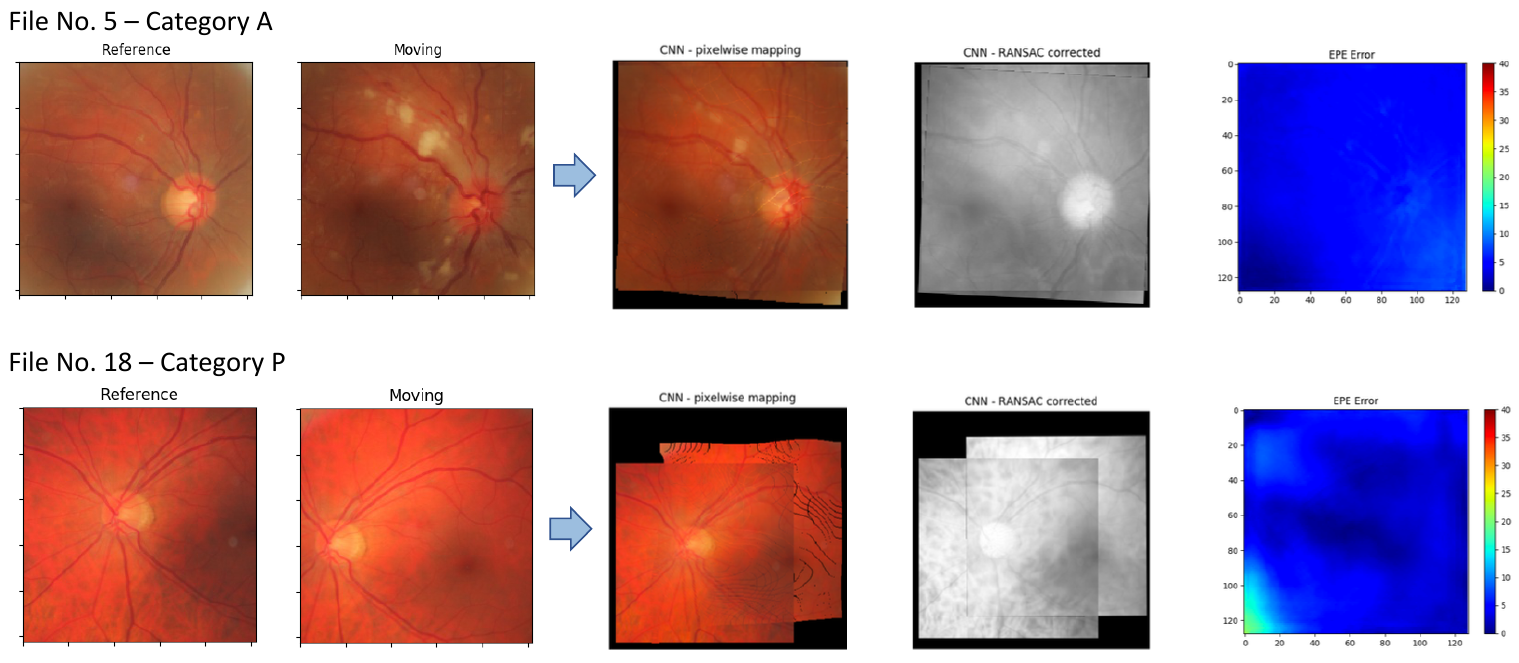 File No. 5 – Category A
Reference
Moving
CNN - pixelwise mapping
CNN - RANSAC corrected
EPE Error
0
20
40
60
80
100
120
0 20 40 60 80 100 120
40
35
30
25
20
15
10
5
0
File No. 18 – Category P
Reference
Moving
CNN - pixelwise mapping
CNN - RANSAC corrected
EPE Error
0
20
40
60
80
100
120
0 20 40 60 80 100 120
40
35
30
25
20
15
10
5
0